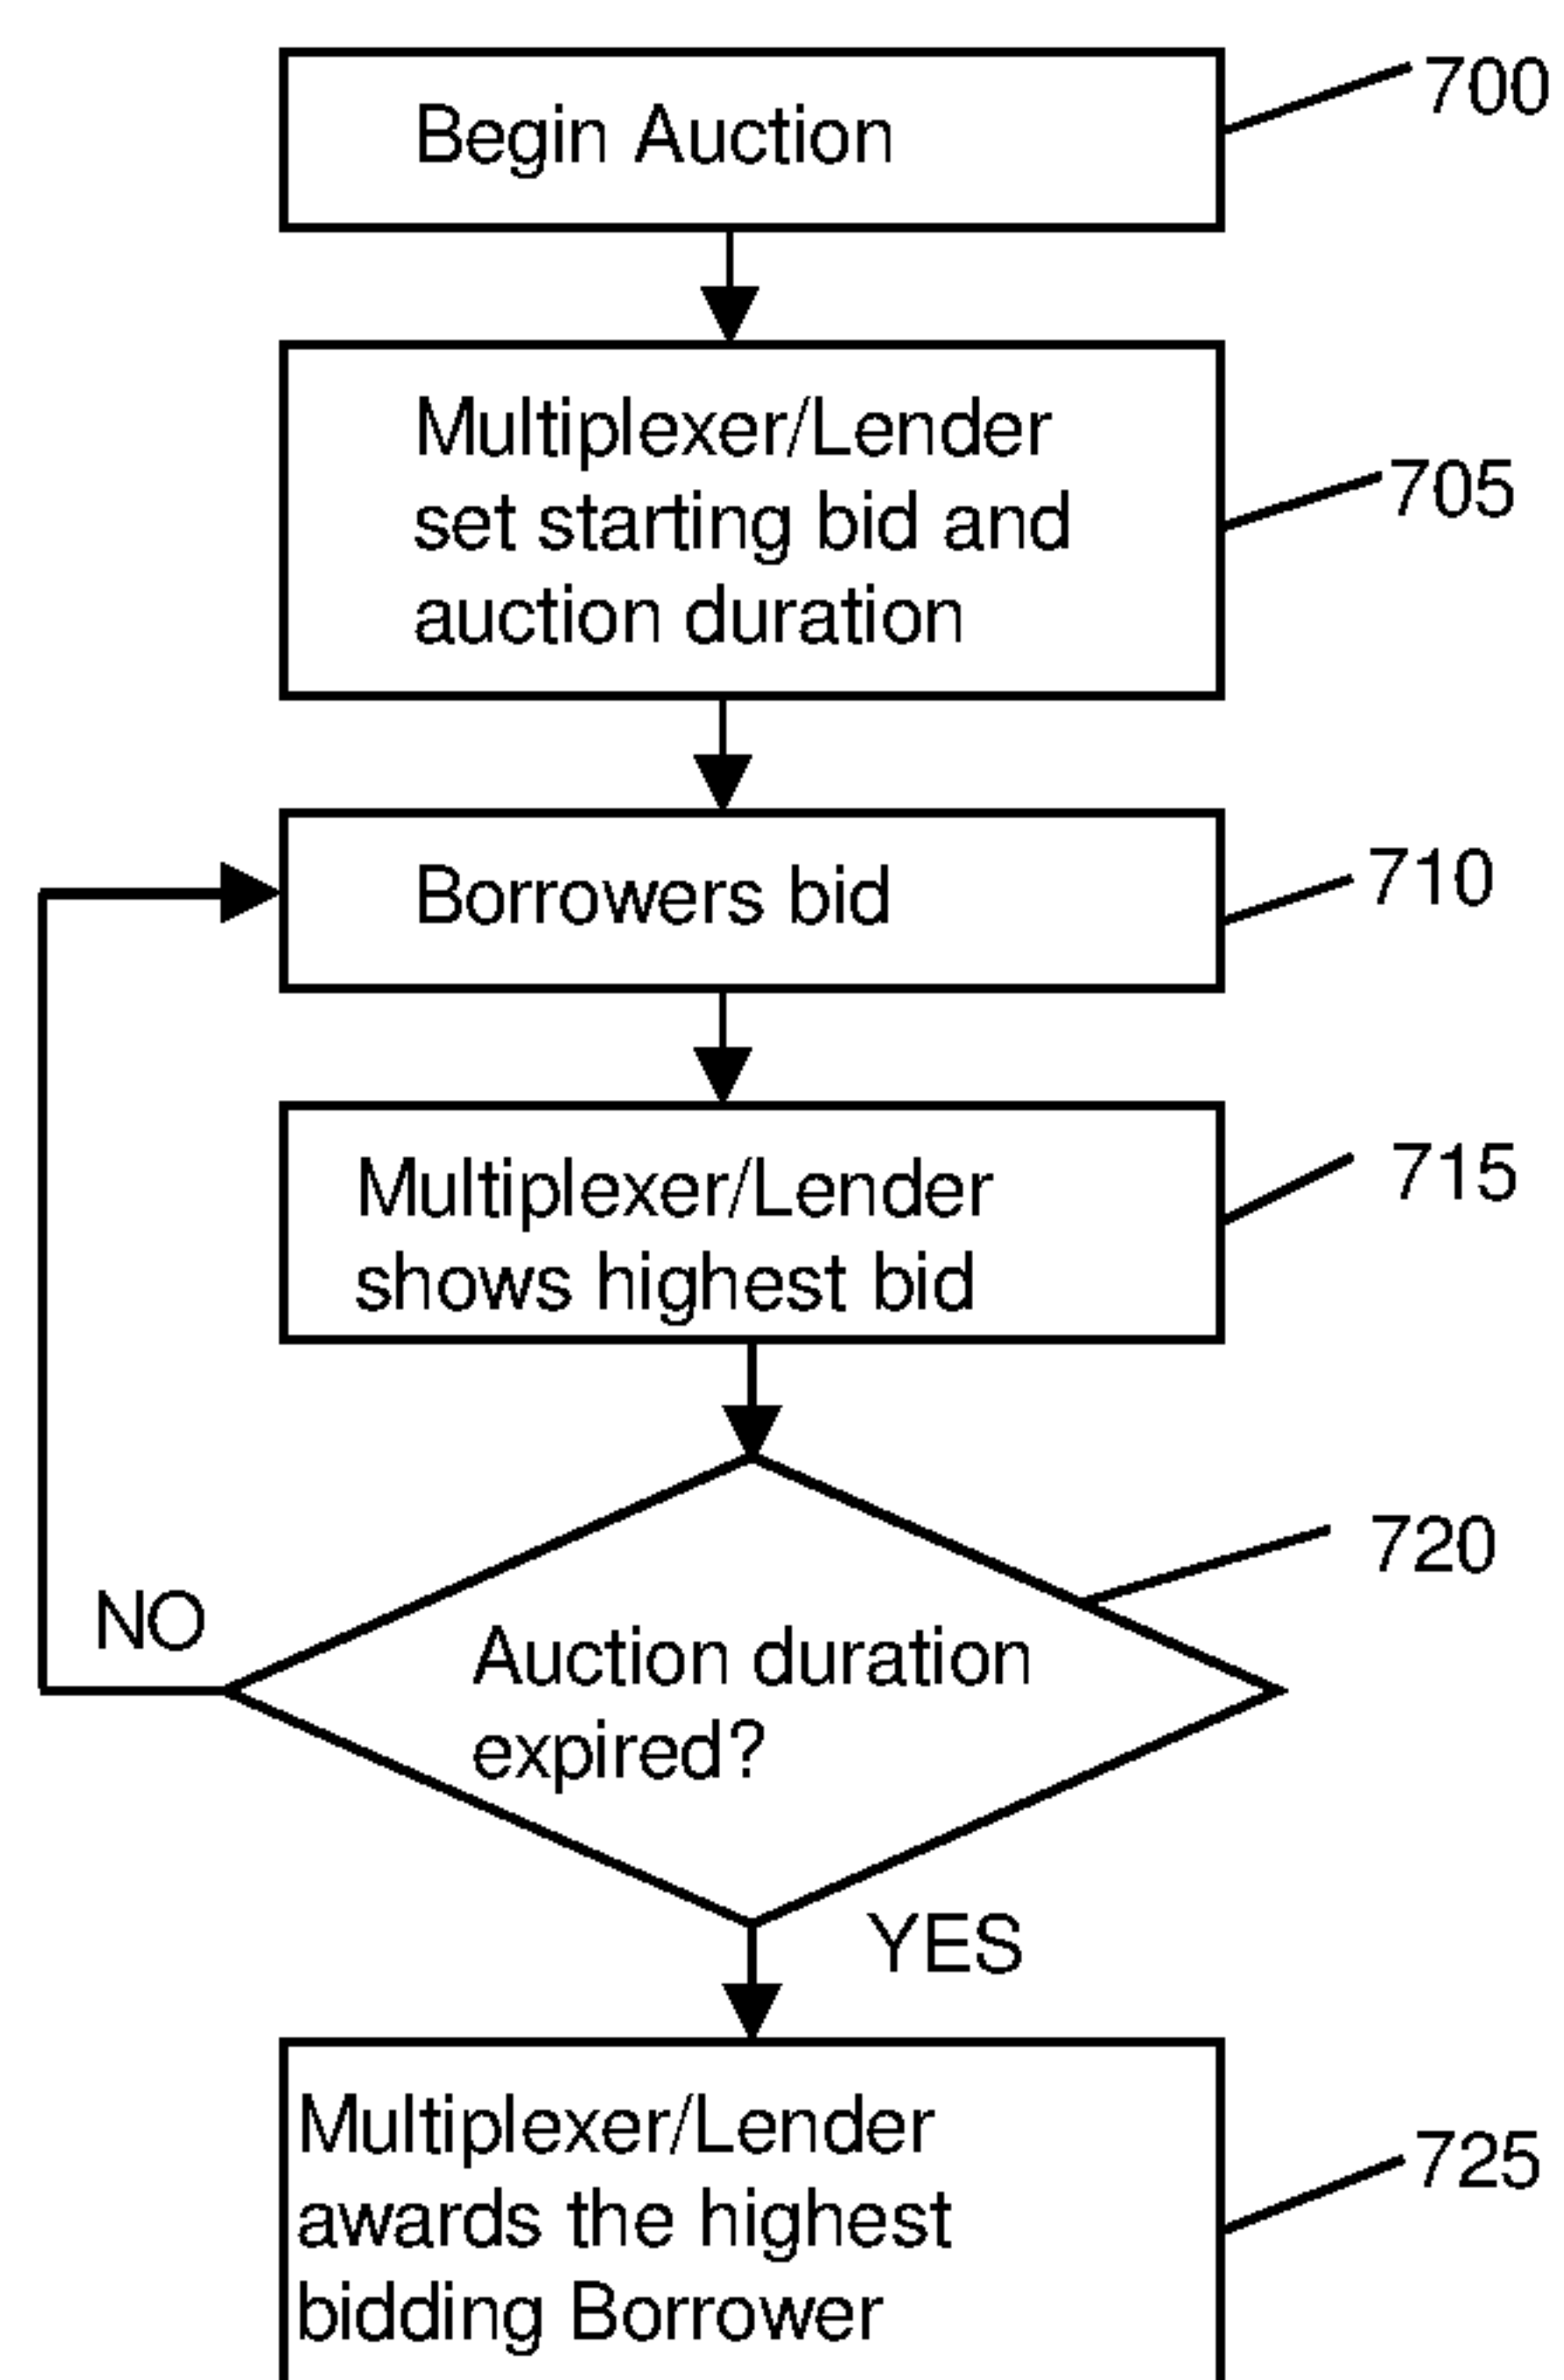 Begin Auction
700
Multiplexer/Lender
set starting bid and
auction duration
705
Borrowers bid
710
Multiplexer/Lender
shows highest bid
715
Auction duration
expired?
720
NO
YES
Multiplexer/Lender
awards the highest
bidding Borrower
725